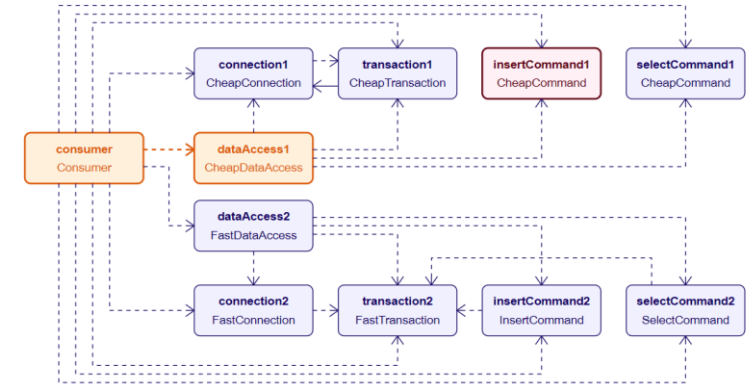 connection1
CheapConnection
transaction1
CheapTransaction
insertCommand1
CheapCommand
selectCommand1
CheapCommand
consumer
Consumer
dataAccess1
CheapDataAccess
dataAccess2
FastDataAccess
connection2
FastConnection
transaction2
FastTransaction
insertCommand2
InsertCommand
selectCommand2
SelectCommand